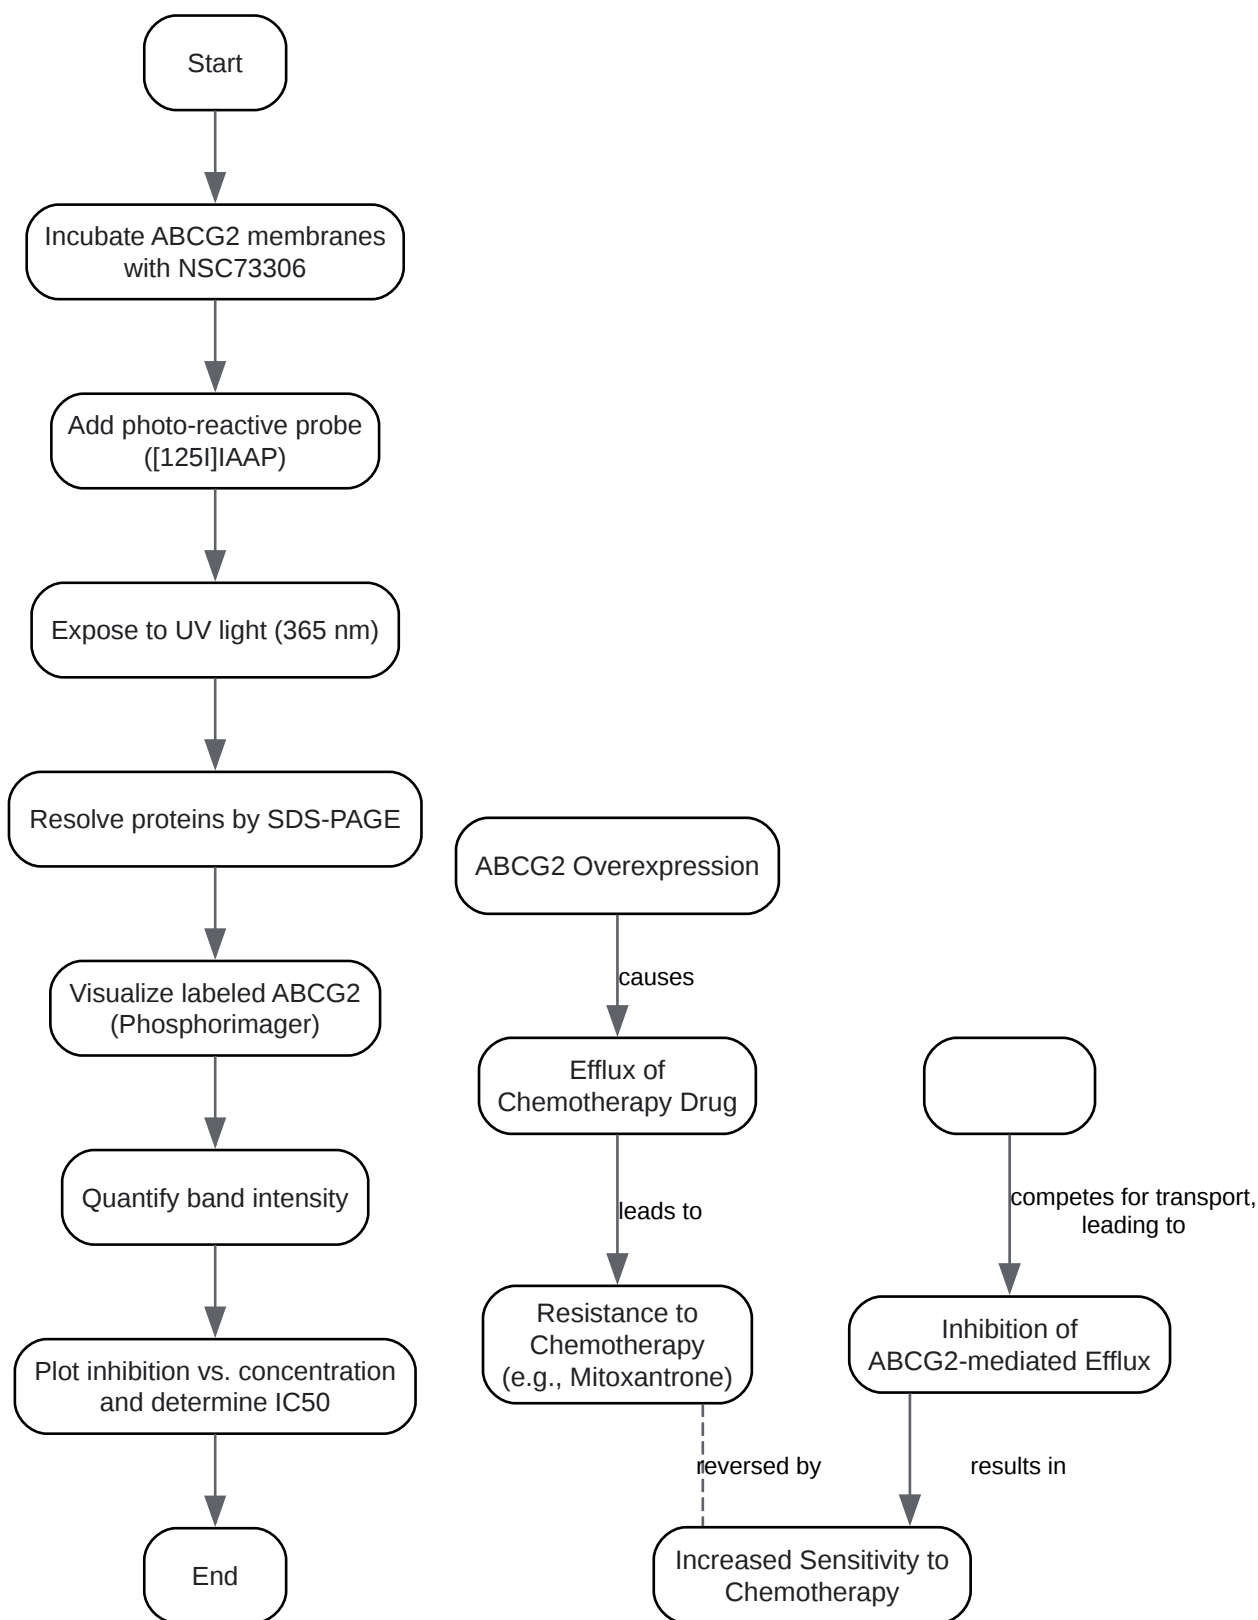 Start
Incubate ABCG2 membranes
with NSC73306
Add photo-reactive probe
([125I]IAAP)
Expose to UV light (365 nm)
Resolve proteins by SDS-PAGE
Visualize labeled ABCG2
(Phosphorimager)
Quantify band intensity
Plot inhibition vs. concentration
and determine IC50
End
ABCG2 Overexpression
causes
Efflux of
Chemotherapy Drug
leads to
Resistance to
Chemotherapy
(e.g., Mitoxantrone)
reversed by
competes for transport,
leading to
Inhibition of
ABCG2-mediated Efflux
results in
Increased Sensitivity to
Chemotherapy